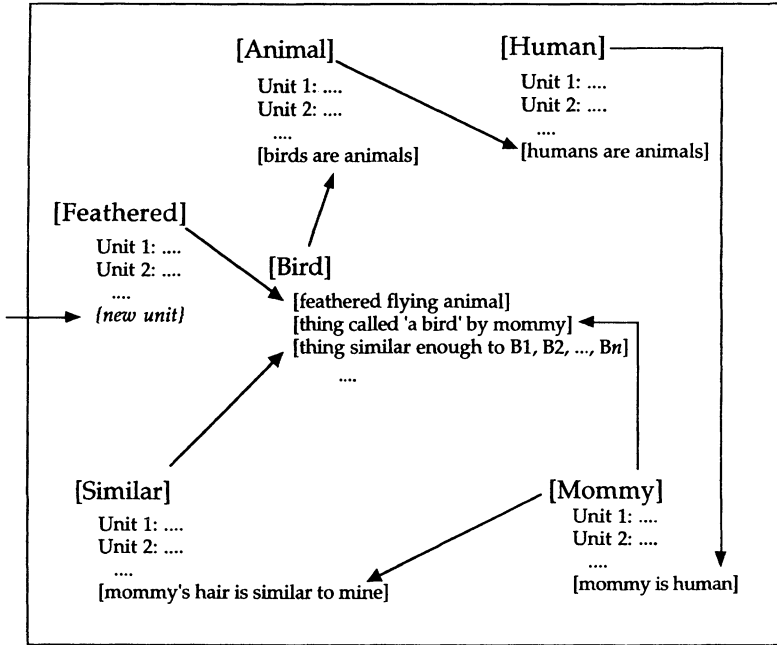 [Animal]
Unit 1: ....
Unit 2: ....
....
[birds are animals]
[Human]
Unit 1: ....
Unit 2: ....
....
[humans are animals]
[Feathered]
Unit 1: ....
Unit 2: ....
....
{new unit}
[Bird]
[feathered flying animal]
[thing called 'a bird' by mommy]
[thing similar enough to B1, B2, ..., Bn]
....
[Similar]
Unit 1: ....
Unit 2: ....
....
[mommy's hair is similar to mine]
[Mommy]
Unit 1: ....
Unit 2: ....
....
[mommy is human]